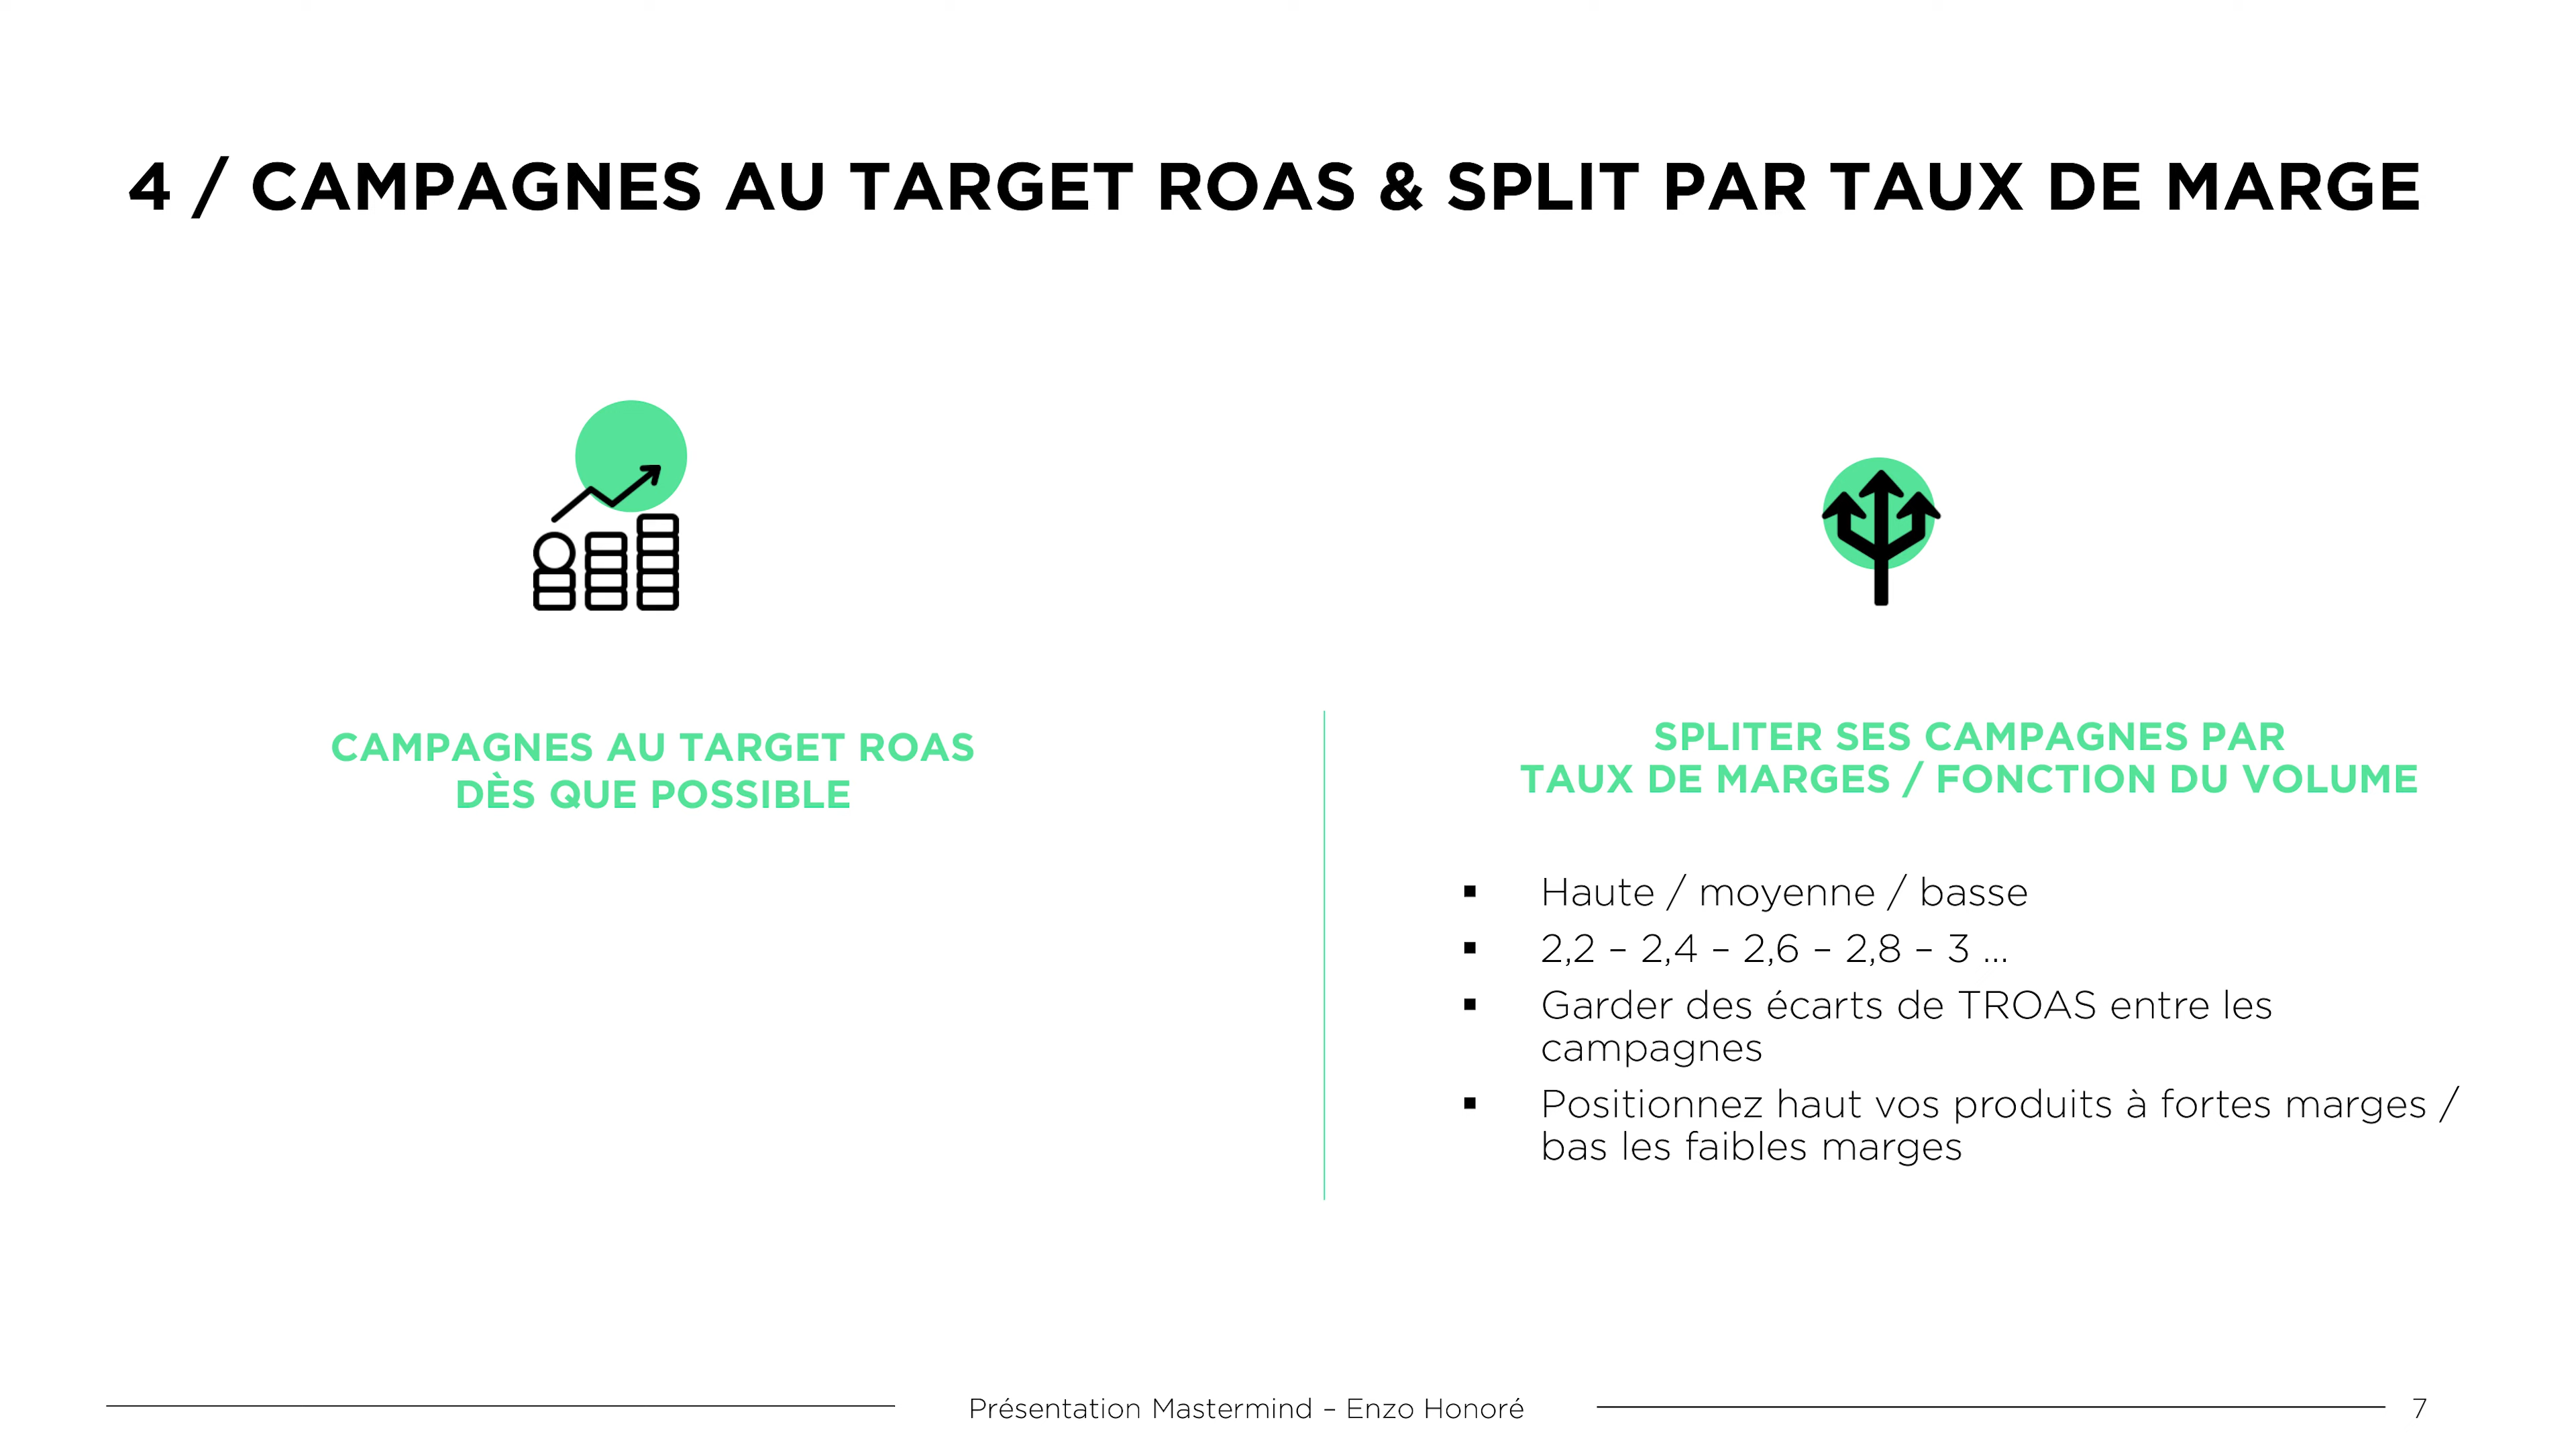 4 / CAMPAGNES AU TARGET ROAS & SPLIT PAR TAUX DE MARGE
CAMPAGNES AU TARGET ROAS
DÈS QUE POSSIBLE
SPLITER SES CAMPAGNES PAR
TAUX DE MARGES / FONCTION DU VOLUME
▪ Haute / moyenne / basse
▪ 2,2 – 2,4 – 2,6 – 2,8 – 3 ...
▪ Garder des écarts de TROAS entre les
campagnes
▪ Positionnez haut vos produits à fortes marges /
bas les faibles marges
Présentation Mastermind – Enzo Honoré
7